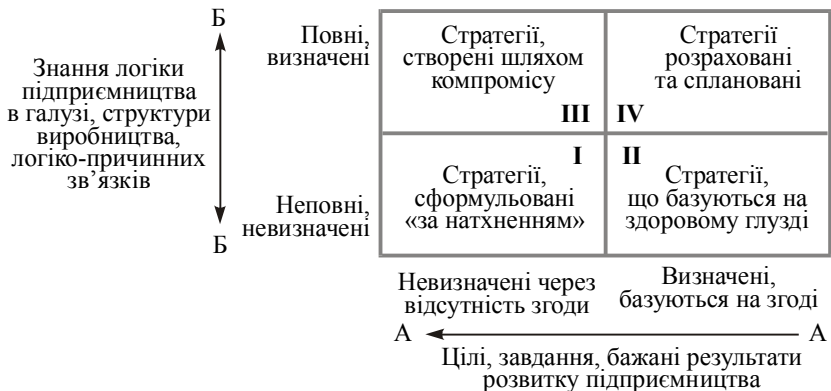 Б
Знання логіки
підприємництва
в галузі, структури
виробництва,
логіко-причинних
зв’язків
Б
Повні,
визначені
Неповні,
невизначені
Стратегії,
створені шляхом
компромісу
III
Стратегії
розраховані
та сплановані
IV
I
Стратегії,
сформульовані
«за натхненням»
II
Стратегії,
що базуються на
здоровому глузді
Невизначені через
відсутність згоди
Визначені,
базуються на згоді
А
А
Цілі, завдання, бажані результати
розвитку підприємництва